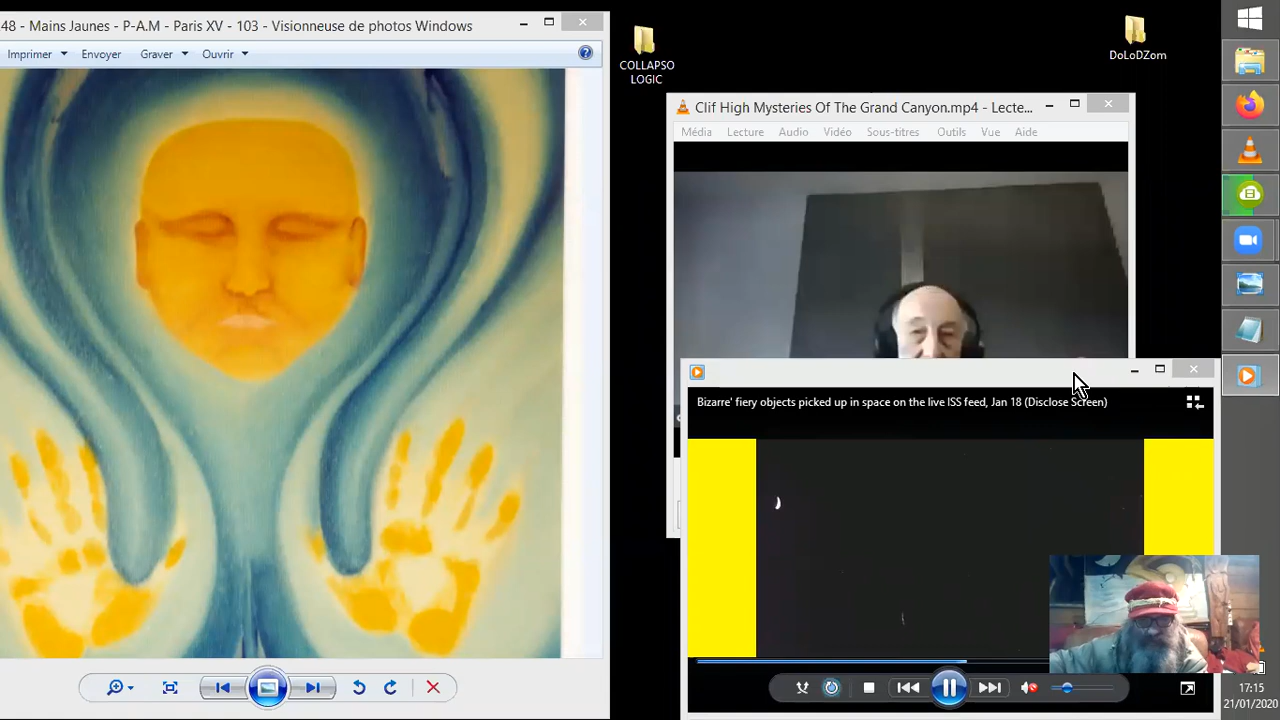 48 - Mains Jaunes - P-A.M - Paris XV - 103 - Visionneuse de photos Windows
Imprimer Envoyer Graver Ouvrir
COLLAPSO
LOGIC
DoLoDZom
Clif High Mysteries Of The Grand Canyon.mp4 - Lecte...
Média Lecture Audio Vidéo Sous-titres Outils Vue Aide
Bizarre' fiery objects picked up in space on the live ISS feed, Jan 18 (Disclose Screen)
17:15
21/01/2020